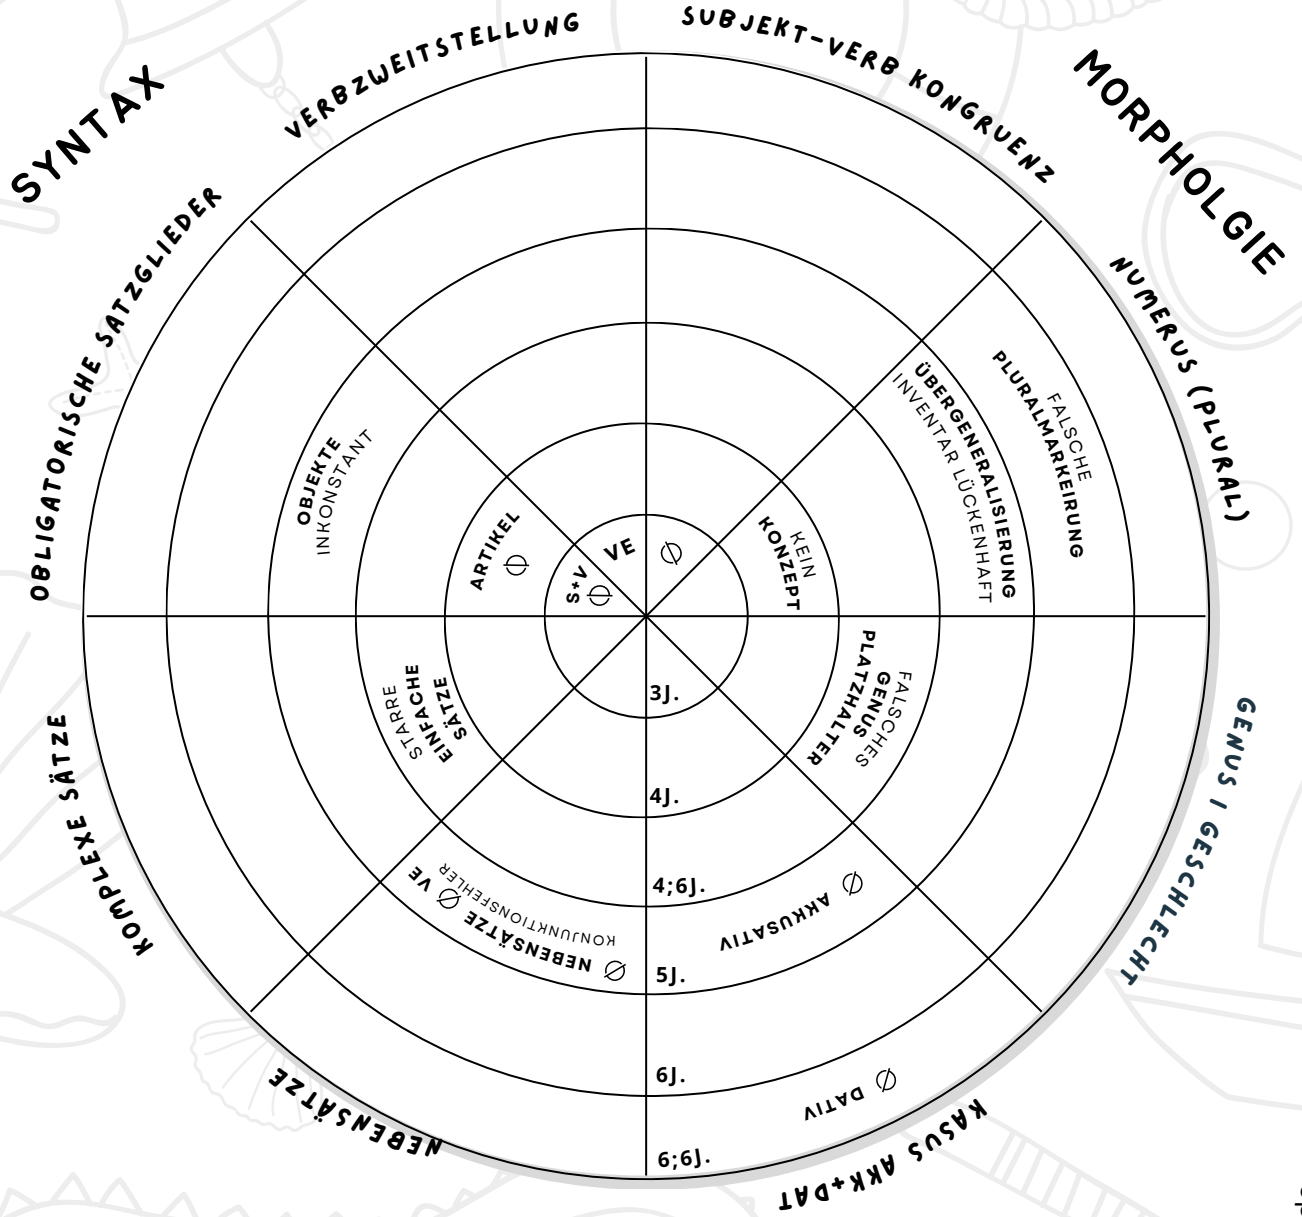 SYNTAX
MORPHOLGIE
VERBZWEITSTELLUNG
SUBJEKT-VERB KONGRUENZ
NUMERUS (PLURAL)
GENUS | GESCHLECHT
KASUS AKK+DAT
NEBENSÄTZE
KOMPLEXE SÄTZE
OBLIGATORISCHE SATZGLIEDER
VE
∅
S+V
∅
ARTIKEL
∅
OBJEKTE
INKONSTANT
KEIN
KONZEPT
ÜBERGENERALISIERUNG
INVENTAR LÜCKENHAFT
FALSCHE
PLURALMARKEIRUNG
FALSCHES
GENUS
PLATZHALTER
∅ AKKUSATIV
∅ DATIV
STARRE
EINFACHE
SÄTZE
∅ NEBENSÄTZE ∅ VE
KONJUNKTIONSFEHLER
3J.
4J.
4;6J.
5J.
6J.
6;6J.